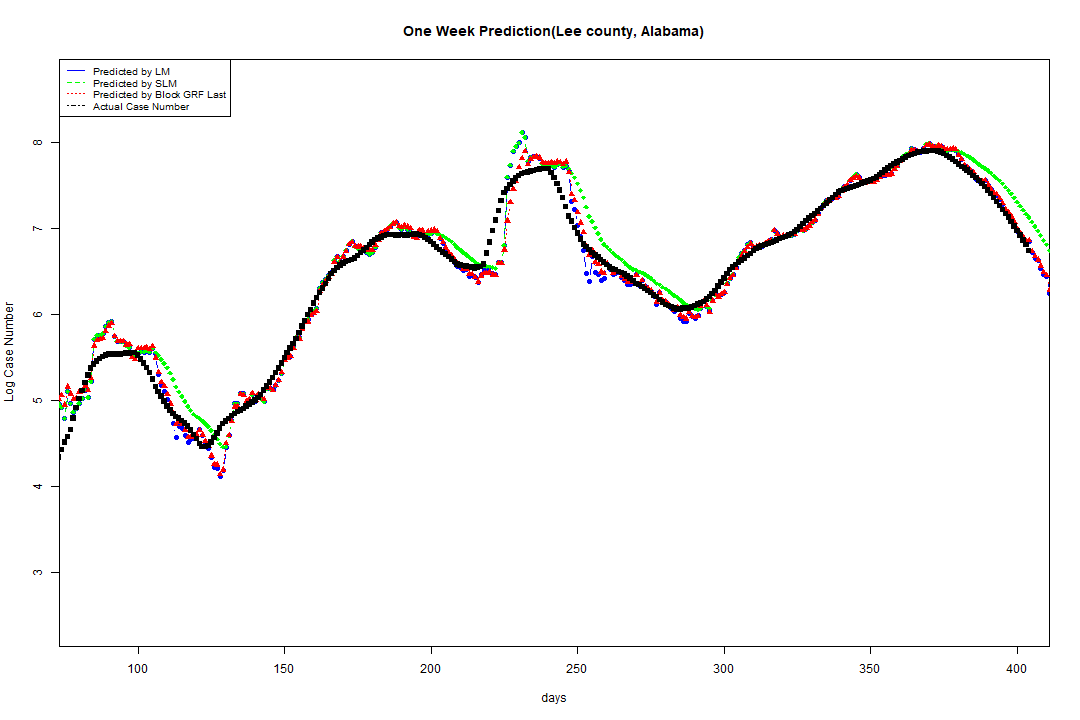 One Week Prediction(Lee county, Alabama)
Predicted by LM
Predicted by SLM
Predicted by Block GRF Last
Actual Case Number
Log Case Number
8
7
6
5
4
3
100 150 200 250 300 350 400
days